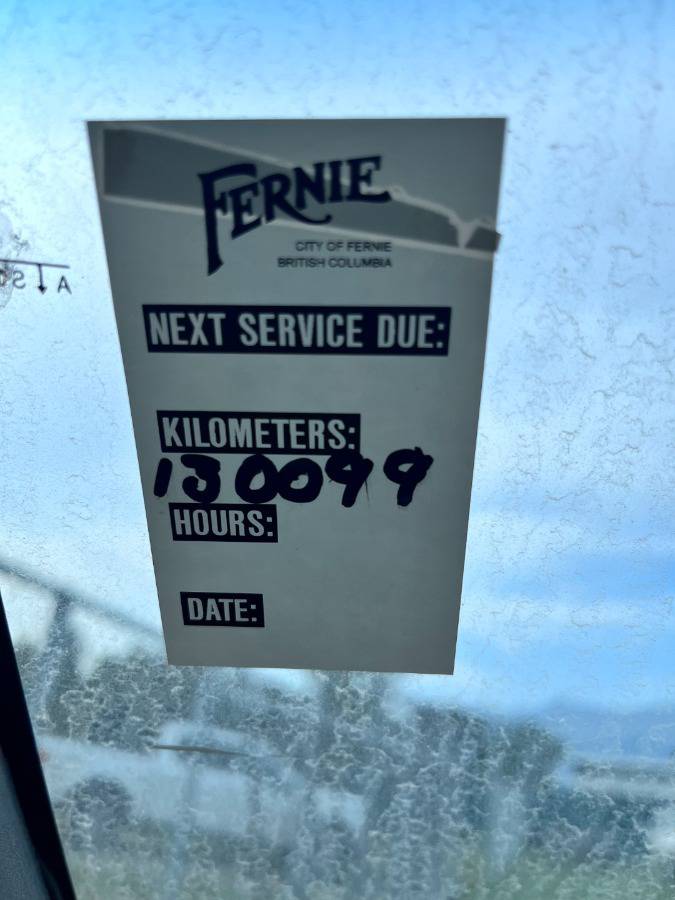 FERNIE
CITY OF FERNIE
BRITISH COLUMBIA
NEXT SERVICE DUE:
KILOMETERS:
130099
HOURS:
DATE: